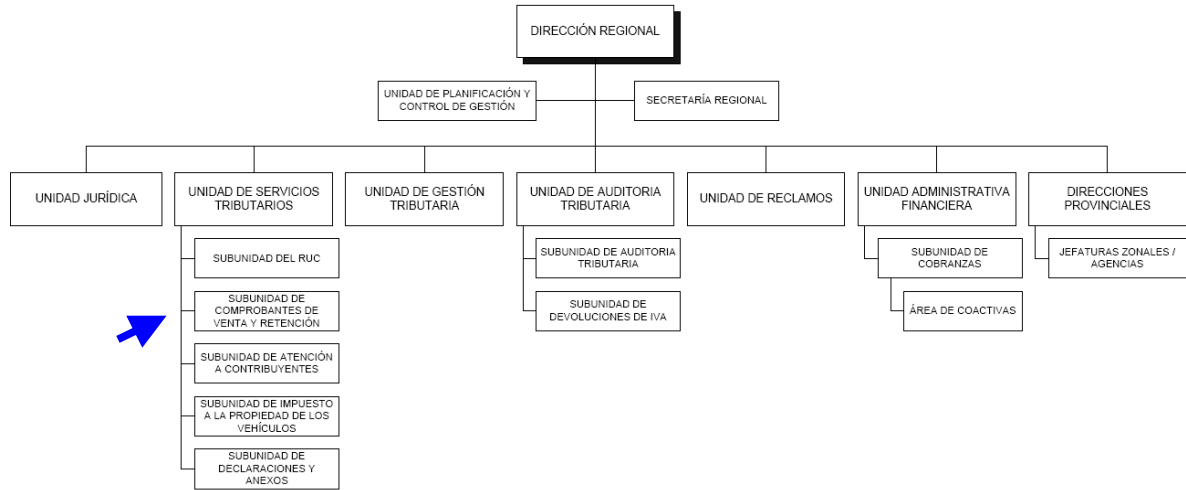 DIRECCIÓN REGIONAL
UNIDAD DE PLANIFICACIÓN Y
CONTROL DE GESTIÓN
SECRETARÍA REGIONAL
UNIDAD JURÍDICA
UNIDAD DE SERVICIOS
TRIBUTARIOS
UNIDAD DE GESTIÓN
TRIBUTARIA
UNIDAD DE AUDITORIA
TRIBUTARIA
UNIDAD DE RECLAMOS
UNIDAD ADMINISTRATIVA
FINANCIERA
DIRECCIONES
PROVINCIALES
SUBUNIDAD DEL RUC
SUBUNIDAD DE
COMPROBANTES DE
VENTA Y RETENCIÓN
SUBUNIDAD DE ATENCIÓN
A CONTRIBUYENTES
SUBUNIDAD DE IMPUESTO
A LA PROPIEDAD DE LOS
VEHÍCULOS
SUBUNIDAD DE
DECLARACIONES Y
ANEXOS
SUBUNIDAD DE AUDITORIA
TRIBUTARIA
SUBUNIDAD DE
DEVOLUCIONES DE IVA
SUBUNIDAD DE
COBRANZAS
ÁREA DE COACTIVAS
JEFATURAS ZONALES /
AGENCIAS